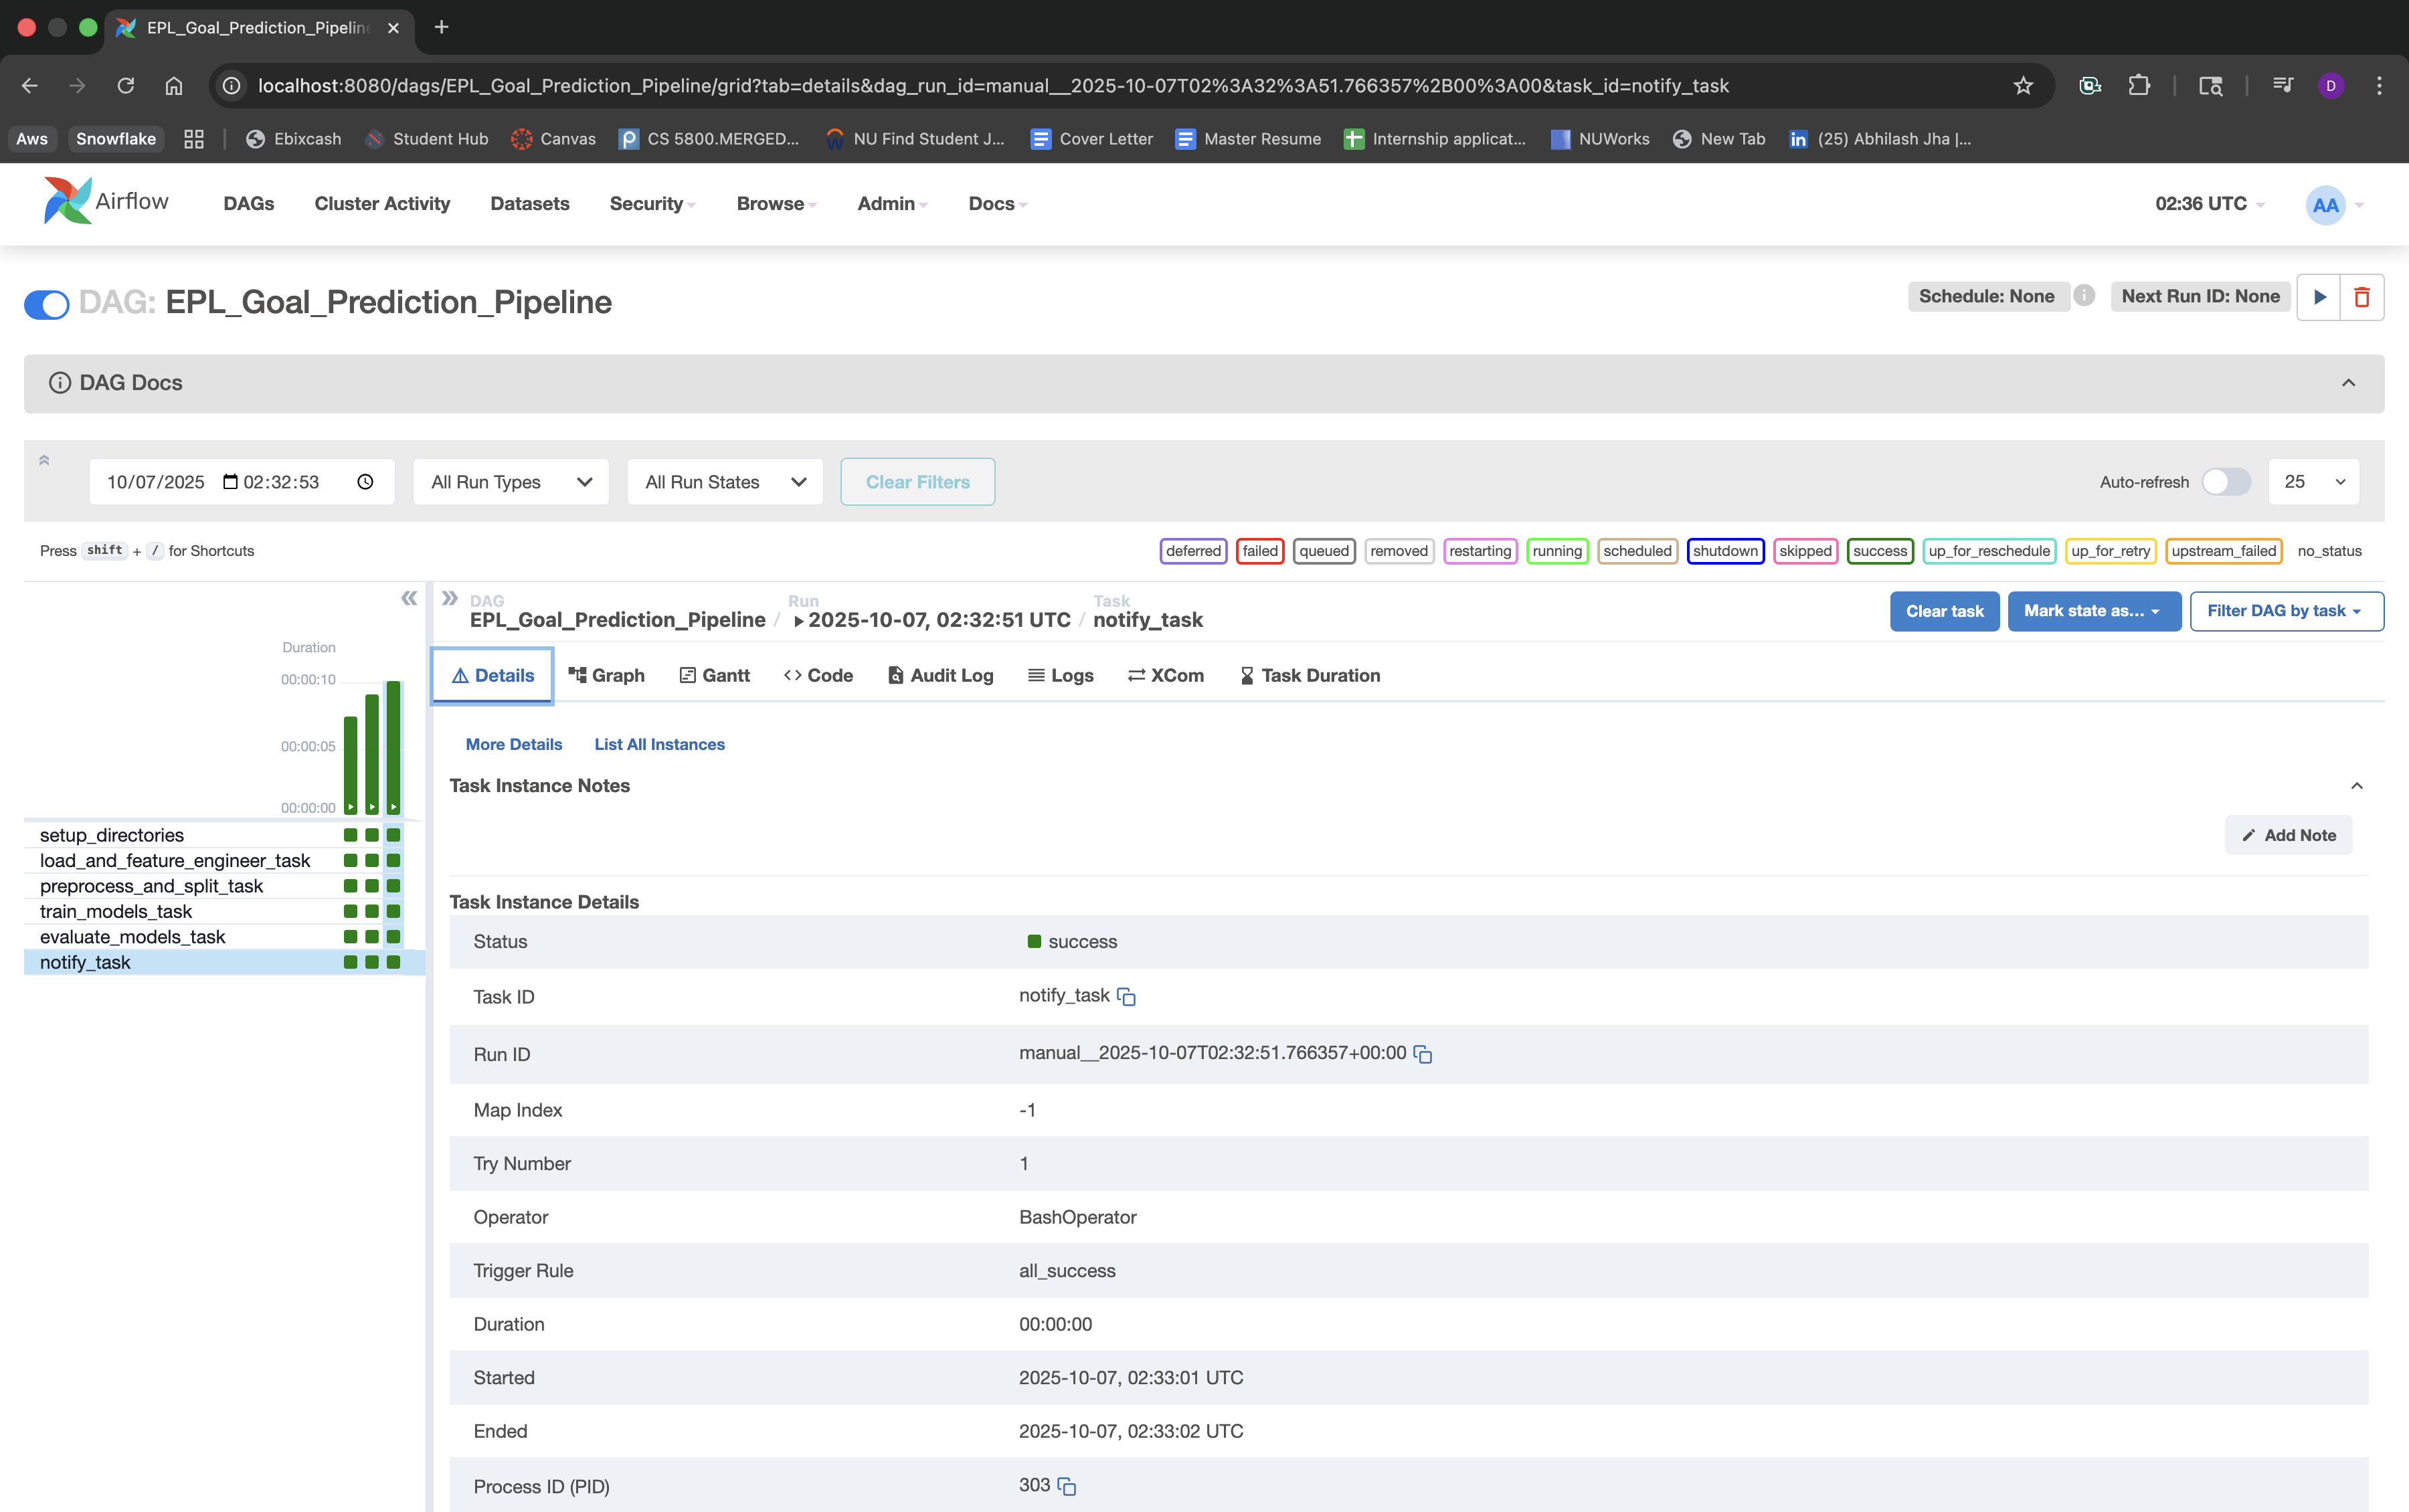 EPL_Goal_Prediction_Pipeline
localhost:8080/dags/EPL_Goal_Prediction_Pipeline/grid?tab=details&dag_run_id=manual__2025-10-07T02%3A32%3A51.766357%2B00%3A00&task_id=notify_task
D
Aws Snowflake Ebixcash Student Hub Canvas CS 5800.MERGED... NU Find Student J... Cover Letter Master Resume Internship applicat... NUWorks New Tab (25) Abhilash Jha |...
Airflow DAGs Cluster Activity Datasets Security Browse Admin Docs 02:36 UTC AA
DAG: EPL_Goal_Prediction_Pipeline Schedule: None Next Run ID: None
DAG Docs
10/07/2025 02:32:53 All Run Types All Run States Clear Filters Auto-refresh 25
Press shift + / for Shortcuts deferred failed queued removed restarting running scheduled shutdown skipped success up_for_reschedule up_for_retry upstream_failed no_status
DAG Run Task
EPL_Goal_Prediction_Pipeline / 2025-10-07, 02:32:51 UTC / notify_task Clear task Mark state as... Filter DAG by task
Duration
00:00:10
00:00:05
00:00:00
setup_directories
load_and_feature_engineer_task
preprocess_and_split_task
train_models_task
evaluate_models_task
notify_task
Details Graph Gantt Code Audit Log Logs XCom Task Duration
More Details List All Instances
Task Instance Notes
Add Note
Task Instance Details
Status success
Task ID notify_task
Run ID manual__2025-10-07T02:32:51.766357+00:00
Map Index -1
Try Number 1
Operator BashOperator
Trigger Rule all_success
Duration 00:00:00
Started 2025-10-07, 02:33:01 UTC
Ended 2025-10-07, 02:33:02 UTC
Process ID (PID) 303